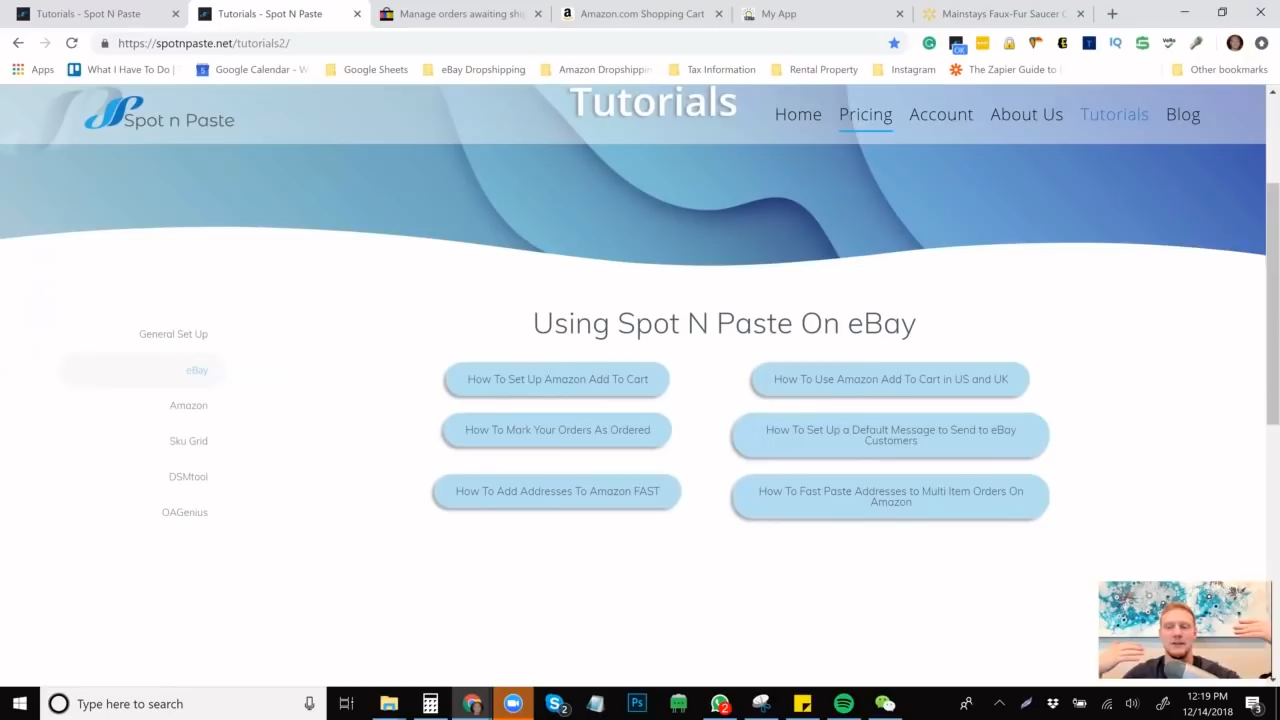 Tutorials - Spot N Paste
Tutorials - Spot N Paste
Manage orders awaiting shi
Amazon.com Shopping Cart
My App
Mainstays Faux-Fur Saucer C
https://spotnpaste.net/tutorials2/
Apps
What I Have To Do |
Google Calendar - W
Google Sheets
eBay Dropshipping
Amazon Dropshippin
Tax Information
Rental Property
Instagram
The Zapier Guide to
Other bookmarks
Spot n Paste
Tutorials
Home
Pricing
Account
About Us
Tutorials
Blog
Using Spot N Paste On eBay
General Set Up
eBay
Amazon
Sku Grid
DSMtool
OAGenius
How To Set Up Amazon Add To Cart
How To Use Amazon Add To Cart in US and UK
How To Mark Your Orders As Ordered
How To Set Up a Default Message to Send to eBay
Customers
How To Add Addresses To Amazon FAST
How To Fast Paste Addresses to Multi Item Orders On
Amazon
Type here to search
12:19 PM
12/14/2018